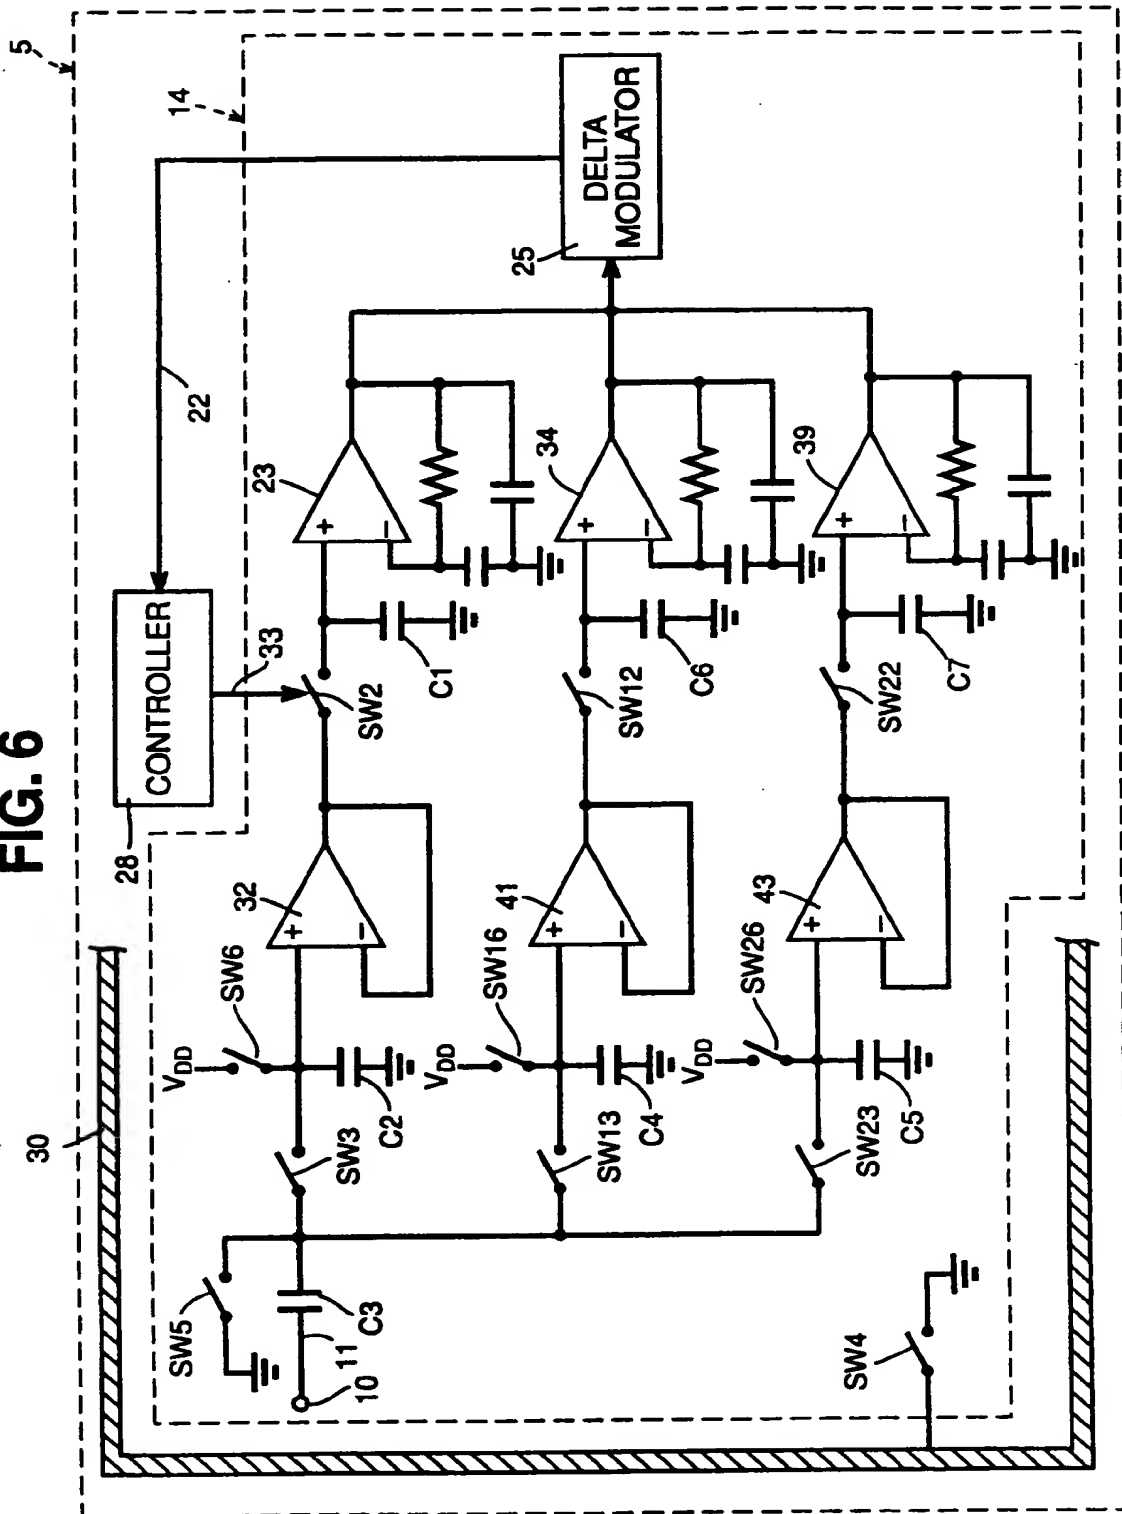 FIG. 6
5
14
30
28
CONTROLLER
22
33
DELTA
MODULATOR
25
SW5
10
11
C3
SW3
VDD
SW6
C2
32
+
−
SW2
C1
23
+
−
SW13
VDD
SW16
C4
41
+
−
SW12
C6
34
+
−
SW23
VDD
SW26
C5
43
+
−
SW22
C7
39
+
−
SW4